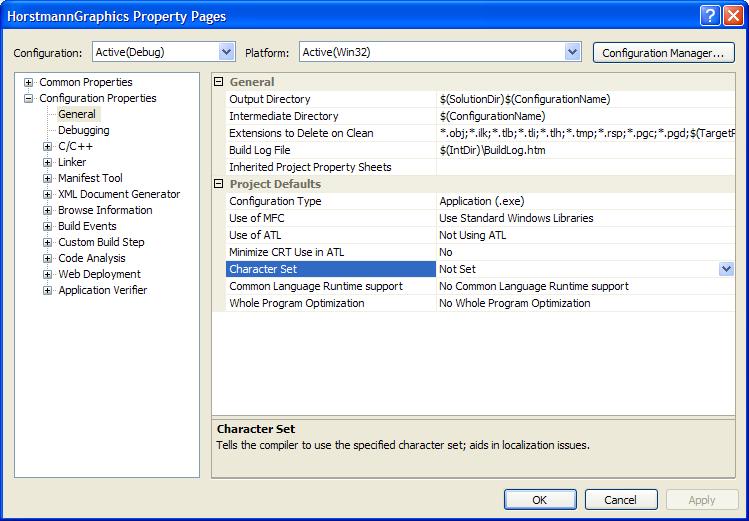 HorstmannGraphics Property Pages
Configuration: Active(Debug) Platform: Active(Win32) Configuration Manager...
Common Properties
Configuration Properties
General
Debugging
C/C++
Linker
Manifest Tool
XML Document Generator
Browse Information
Build Events
Custom Build Step
Code Analysis
Web Deployment
Application Verifier
General
Output Directory $(SolutionDir)$(ConfigurationName)
Intermediate Directory $(ConfigurationName)
Extensions to Delete on Clean *.obj;*.ilk;*.tlb;*.tli;*.tlh;*.tmp;*.rsp;*.pgc;*.pgd;$(TargetP
Build Log File $(IntDir)\BuildLog.htm
Inherited Project Property Sheets
Project Defaults
Configuration Type Application (.exe)
Use of MFC Use Standard Windows Libraries
Use of ATL Not Using ATL
Minimize CRT Use in ATL No
Character Set Not Set
Common Language Runtime support No Common Language Runtime support
Whole Program Optimization No Whole Program Optimization
Character Set
Tells the compiler to use the specified character set; aids in localization issues.
OK Cancel Apply